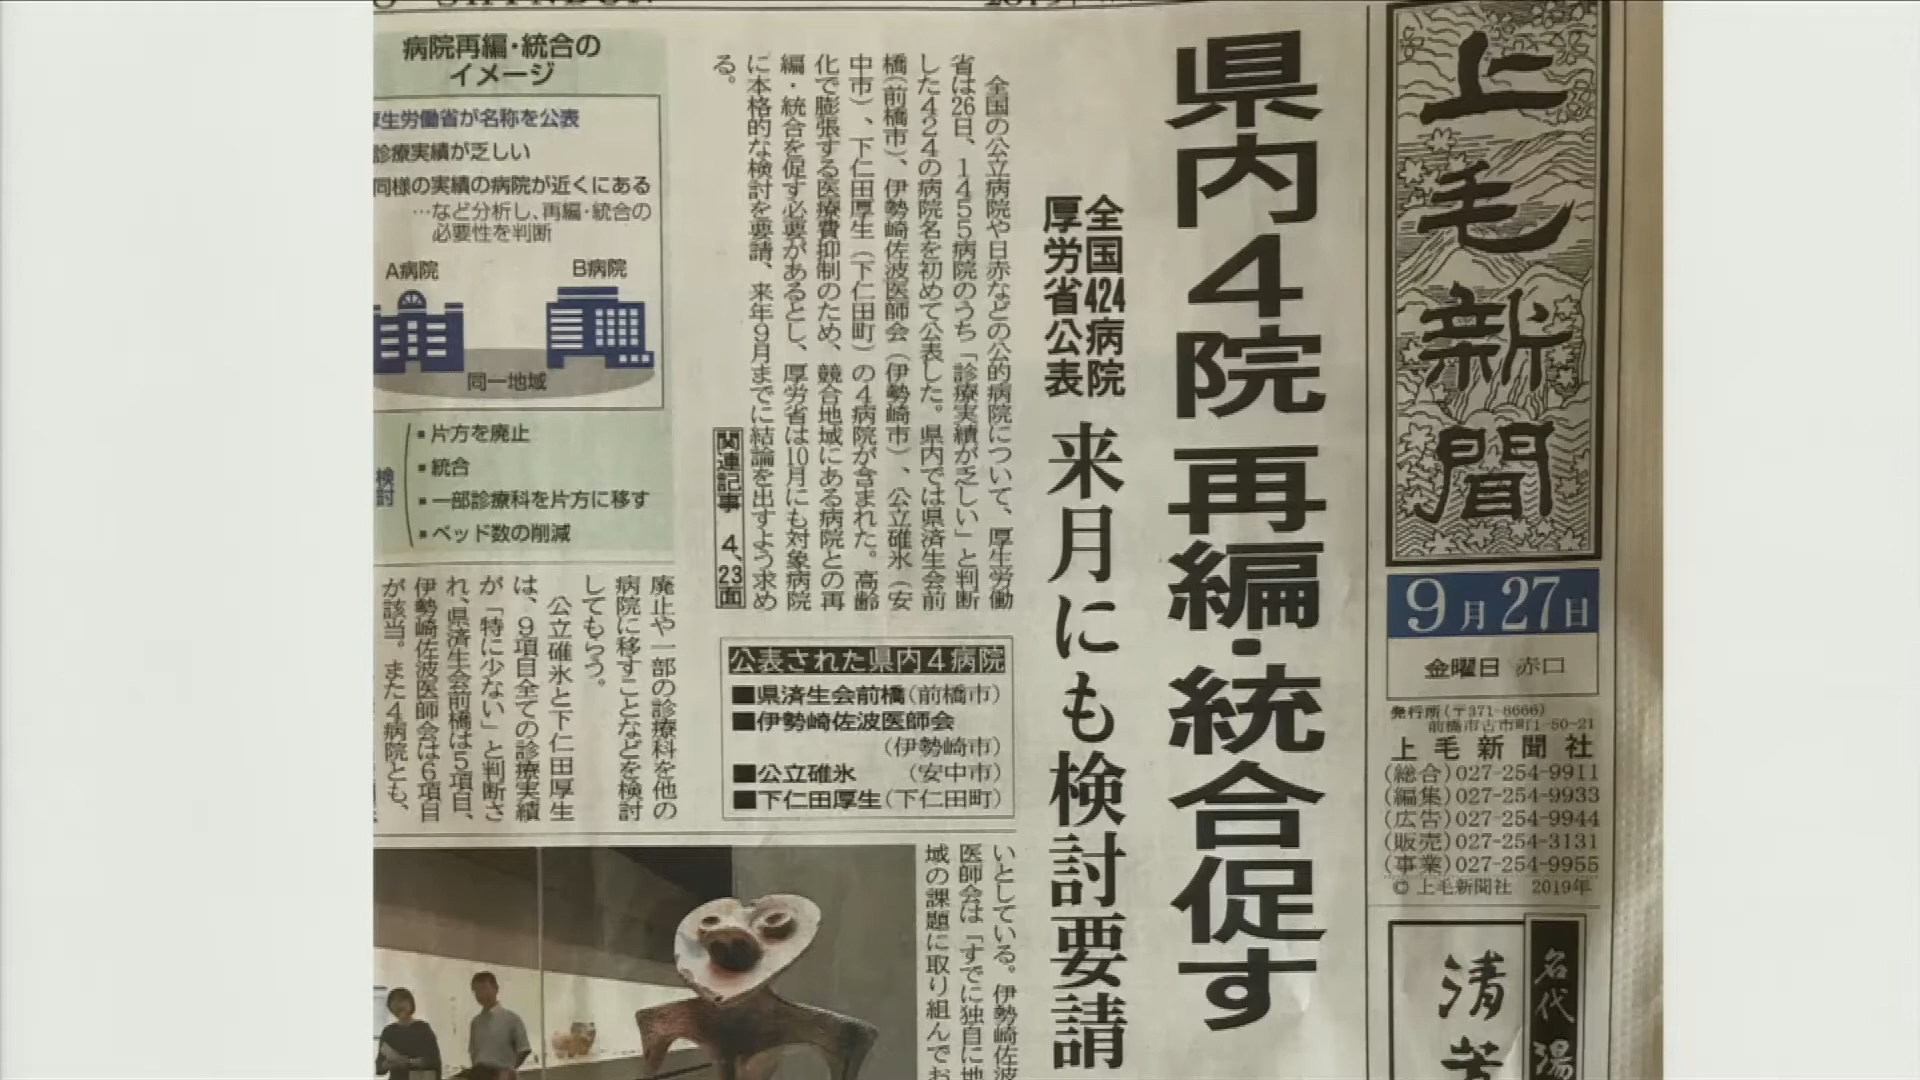 上毛新聞
9月27日
金曜日 赤口
発行所(〒371-8666)
前橋市古市町1-50-21
上毛新聞社
(総合)027-254-9911
(編集)027-254-9933
(広告)027-254-9944
(販売)027-254-3131
(事業)027-254-9955
© 上毛新聞社 2019年
名代
清
県内4院 再編・統合促す
全国424病院
厚労省公表
来月にも検討要請
全国の公立病院や日赤などの公的病院について、厚生労働
省は26日、1455病院のうち「診療実績が乏しい」と判断
した424の病院名を初めて公表した。県内では県済生会前
橋(前橋市)、伊勢崎佐波医師会(伊勢崎市)、公立碓氷(安
中市)、下仁田厚生(下仁田町)の4病院が含まれた。高齢
化で膨張する医療費抑制のため、競合地域にある病院との再
編・統合を促す必要があるとし、厚労省は10月にも対象病院
に本格的な検討を要請、来年9月までに結論を出すよう求め
る。
関連記事 4、23面
病院再編・統合の
イメージ
厚生労働省が名称を公表
診療実績が乏しい
同様の実績の病院が近くにある
…など分析し、再編・統合の
必要性を判断
A病院
B病院
同一地域
検討
▪片方を廃止
▪統合
▪一部診療科を片方に移す
▪ベッド数の削減
公表された県内4病院
■県済生会前橋(前橋市)
■伊勢崎佐波医師会
(伊勢崎市)
■公立碓氷 (安中市)
■下仁田厚生(下仁田町)
廃止や一部の診療科を他の
病院に移すことなどを検討
してもらう。
公立碓氷と下仁田厚生
は、9項目全ての診療実績
が「特に少ない」と判断さ
れ、県済生会前橋は5項目、
伊勢崎佐波医師会は6項目
が該当。また4病院とも、
いとしている。伊勢崎佐波
医師会は「すでに独自に地
域の課題に取り組んでお